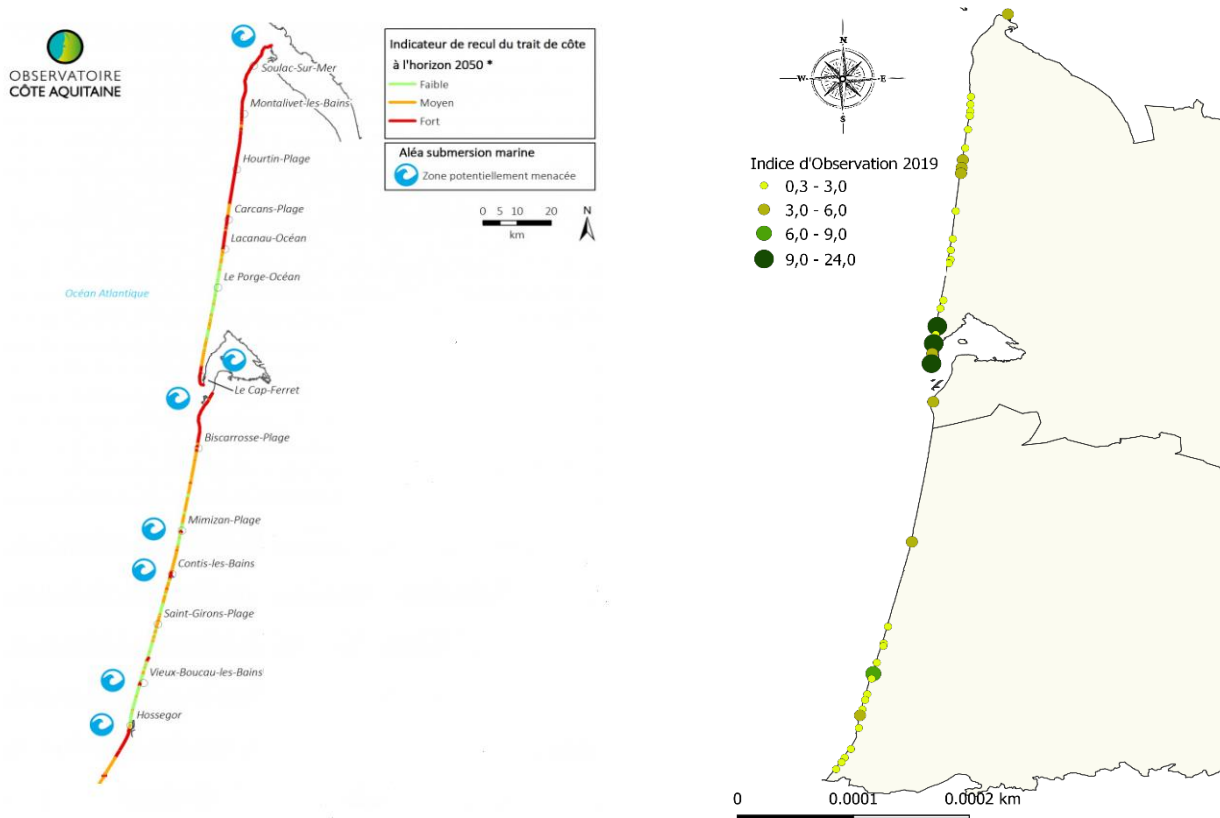 OBSERVATOIRE
CÔTE AQUITAINE
Indicateur de recul du trait de côte
à l'horizon 2050 *
Faible
Moyen
Fort
Aléa submersion marine
Zone potentiellement menacée
0 5 10 20
km
N
Soulac-Sur-Mer
Montalivet-les-Bains
Hourtin-Plage
Carcans-Plage
Lacanau-Océan
Le Porge-Océan
Océan Atlantique
Le Cap-Ferret
Biscarrosse-Plage
Mimizan-Plage
Contis-les-Bains
Saint-Girons-Plage
Vieux-Boucau-les-Bains
Hossegor
N
W
E
S
Indice d'Observation 2019
0,3 - 3,0
3,0 - 6,0
6,0 - 9,0
9,0 - 24,0
0 0.0001 0.0002 km